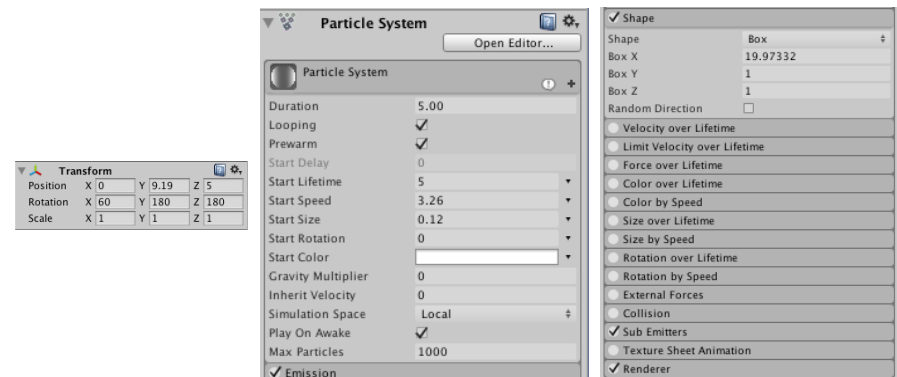 Transform
Position X 0 Y 9.19 Z 5
Rotation X 60 Y 180 Z 180
Scale X 1 Y 1 Z 1
Particle System
Open Editor...
Particle System
Duration 5.00
Looping
Prewarm
Start Delay 0
Start Lifetime 5
Start Speed 3.26
Start Size 0.12
Start Rotation 0
Start Color
Gravity Multiplier 0
Inherit Velocity 0
Simulation Space Local
Play On Awake
Max Particles 1000
Emission
Shape
Shape Box
Box X 19.97332
Box Y 1
Box Z 1
Random Direction
Velocity over Lifetime
Limit Velocity over Lifetime
Force over Lifetime
Color over Lifetime
Color by Speed
Size over Lifetime
Size by Speed
Rotation over Lifetime
Rotation by Speed
External Forces
Collision
Sub Emitters
Texture Sheet Animation
Renderer